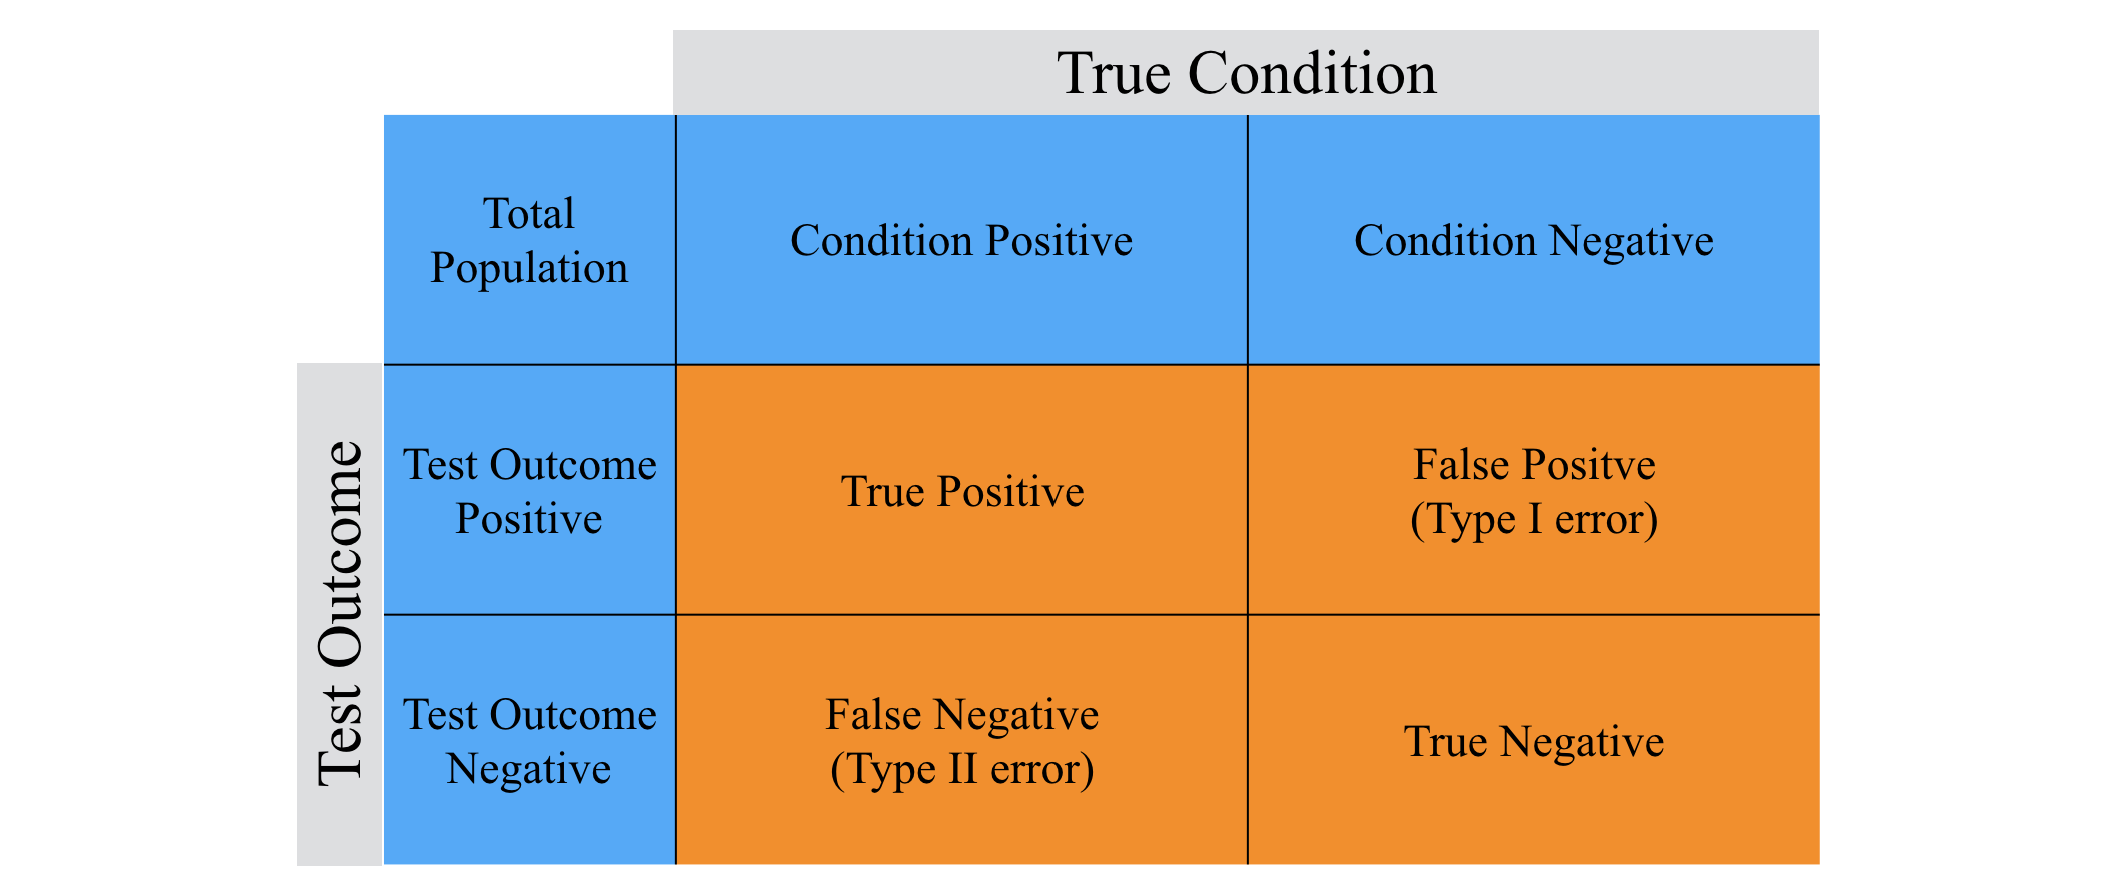 True Condition
Total
Population
Condition Positive
Condition Negative
Test Outcome
Test Outcome
Positive
True Positive
False Positve
(Type I error)
Test Outcome
Negative
False Negative
(Type II error)
True Negative